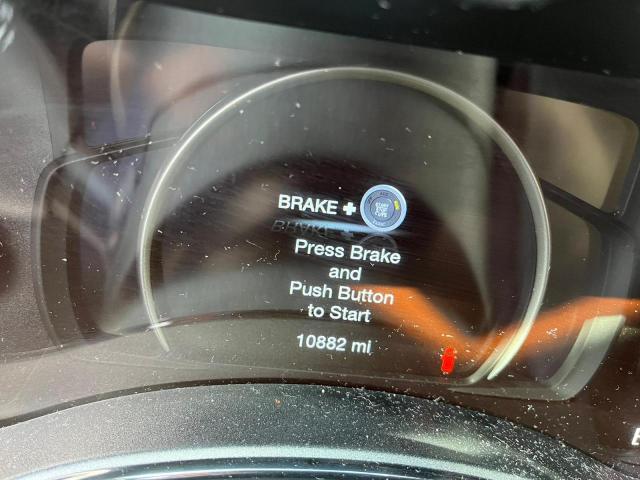 BRAKE +
Press Brake
and
Push Button
to Start
10882 mi